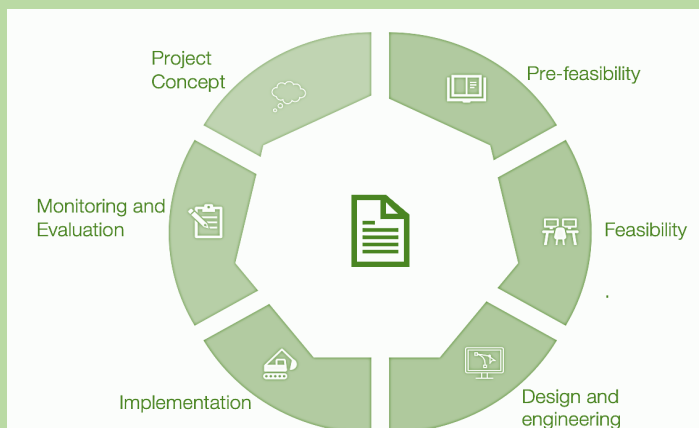 Project
Concept
Pre-feasibility
Monitoring and
Evaluation
Feasibility
.
Implementation
Design and
engineering